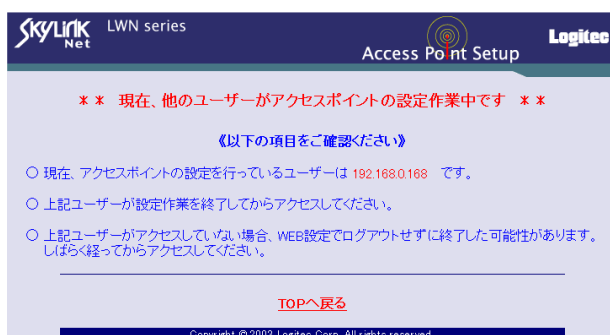 SKYLINK LWN series
Net
Access Point Setup
Logitec
** 現在、他のユーザーがアクセスポイントの設定作業中です **
《以下の項目をご確認ください》
○ 現在、アクセスポイントの設定を行っているユーザーは 192.168.0.168 です。
○ 上記ユーザーが設定作業を終了してからアクセスしてください。
○ 上記ユーザーがアクセスしていない場合、WEB設定でログアウトせずに終了した可能性があります。
しばらく経ってからアクセスしてください。
TOPへ戻る
Copyright © 2002 Logitec Corp. All rights reserved.